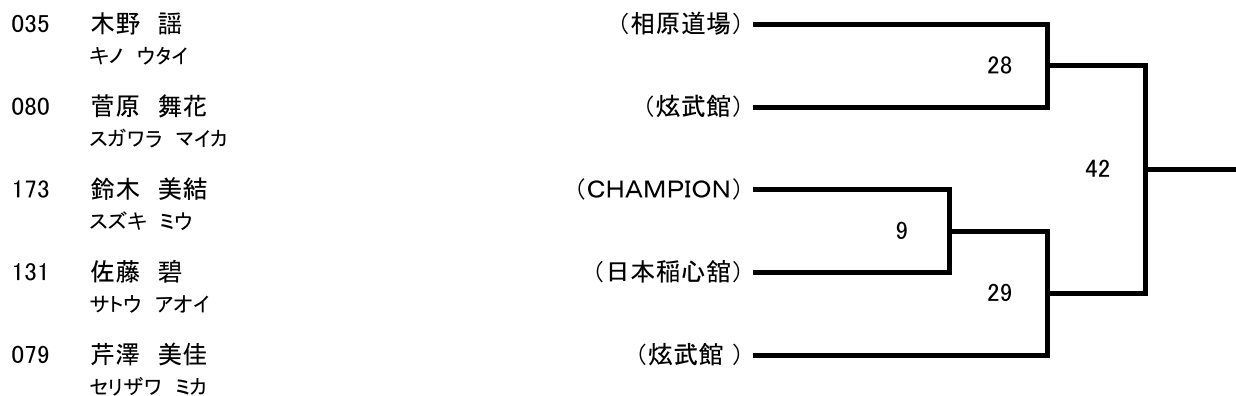 035 木野 謡 （相原道場）
キノ ウタイ
28
080 菅原 舞花 （炫武館）
スガワラ マイカ
42
173 鈴木 美結 （CHAMPION）
スズキ ミウ
9
131 佐藤 碧 （日本稲心舘）
サトウ アオイ
29
079 芹澤 美佳 （炫武館 ）
セリザワ ミカ